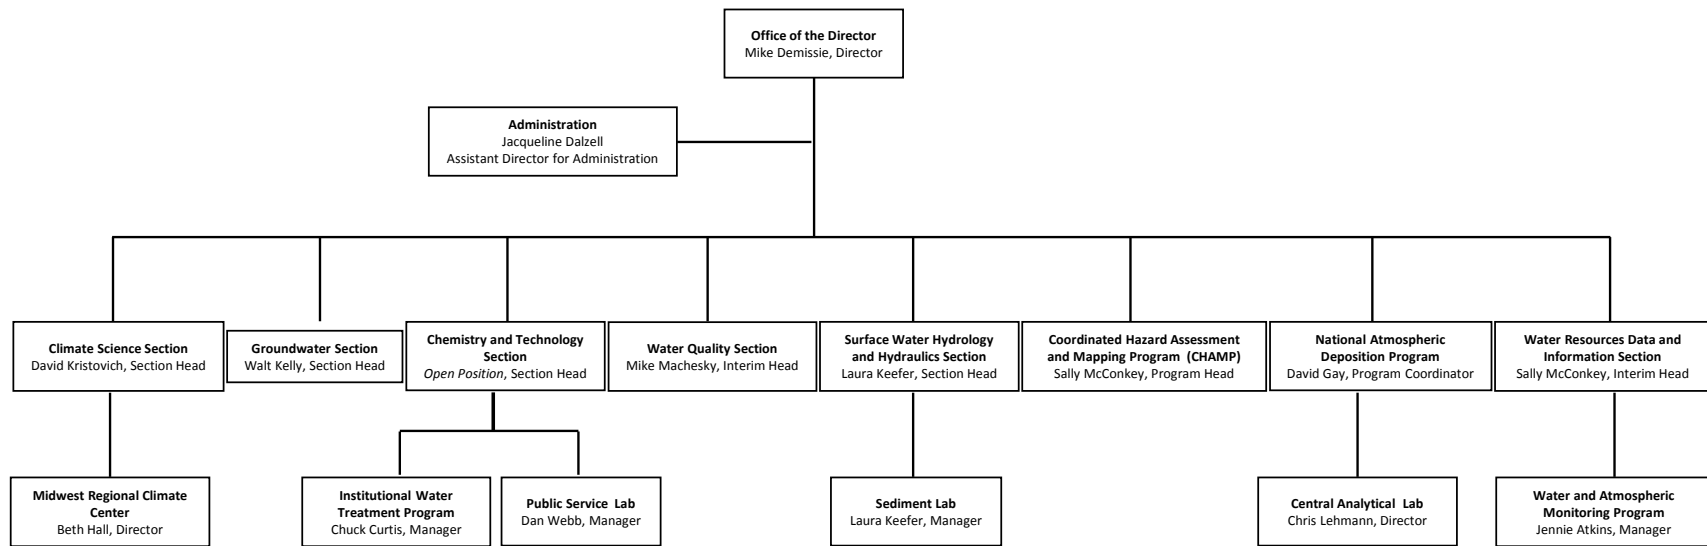 Office of the Director
Mike Demissie, Director
Administration
Jacqueline Dalzell
Assistant Director for Administration
Climate Science Section
David Kristovich, Section Head
Groundwater Section
Walt Kelly, Section Head
Chemistry and Technology
Section
Open Position, Section Head
Water Quality Section
Mike Machesky, Interim Head
Surface Water Hydrology
and Hydraulics Section
Laura Keefer, Section Head
Coordinated Hazard Assessment
and Mapping Program (CHAMP)
Sally McConkey, Program Head
National Atmospheric
Deposition Program
David Gay, Program Coordinator
Water Resources Data and
Information Section
Sally McConkey, Interim Head
Midwest Regional Climate
Center
Beth Hall, Director
Institutional Water
Treatment Program
Chuck Curtis, Manager
Public Service Lab
Dan Webb, Manager
Sediment Lab
Laura Keefer, Manager
Central Analytical Lab
Chris Lehmann, Director
Water and Atmospheric
Monitoring Program
Jennie Atkins, Manager